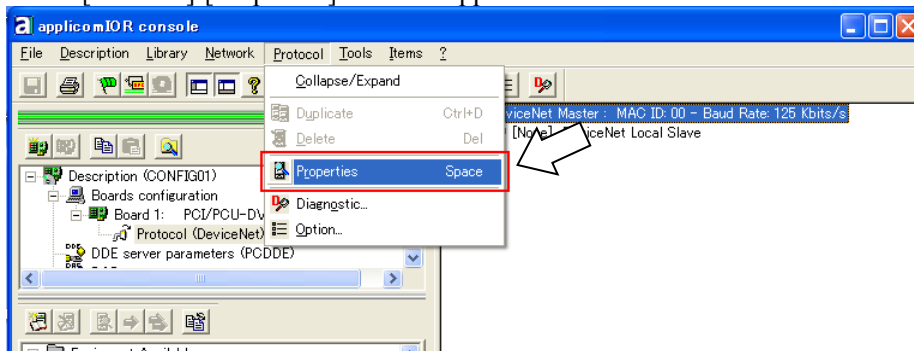 applicomIOR console
File Description Library Network Protocol Tools Items ?
Collapse/Expand
Duplicate Ctrl+D
Delete Del
Properties Space
Diagnostic...
Option...
viceNet Master : MAC ID: 00 - Baud Rate: 125 Kbits/s
[None] iceNet Local Slave
Description (CONFIG01)
Boards configuration
Board 1: PCI/PCU-DV
Protocol (DeviceNet)
DDE server parameters (PCDDE)